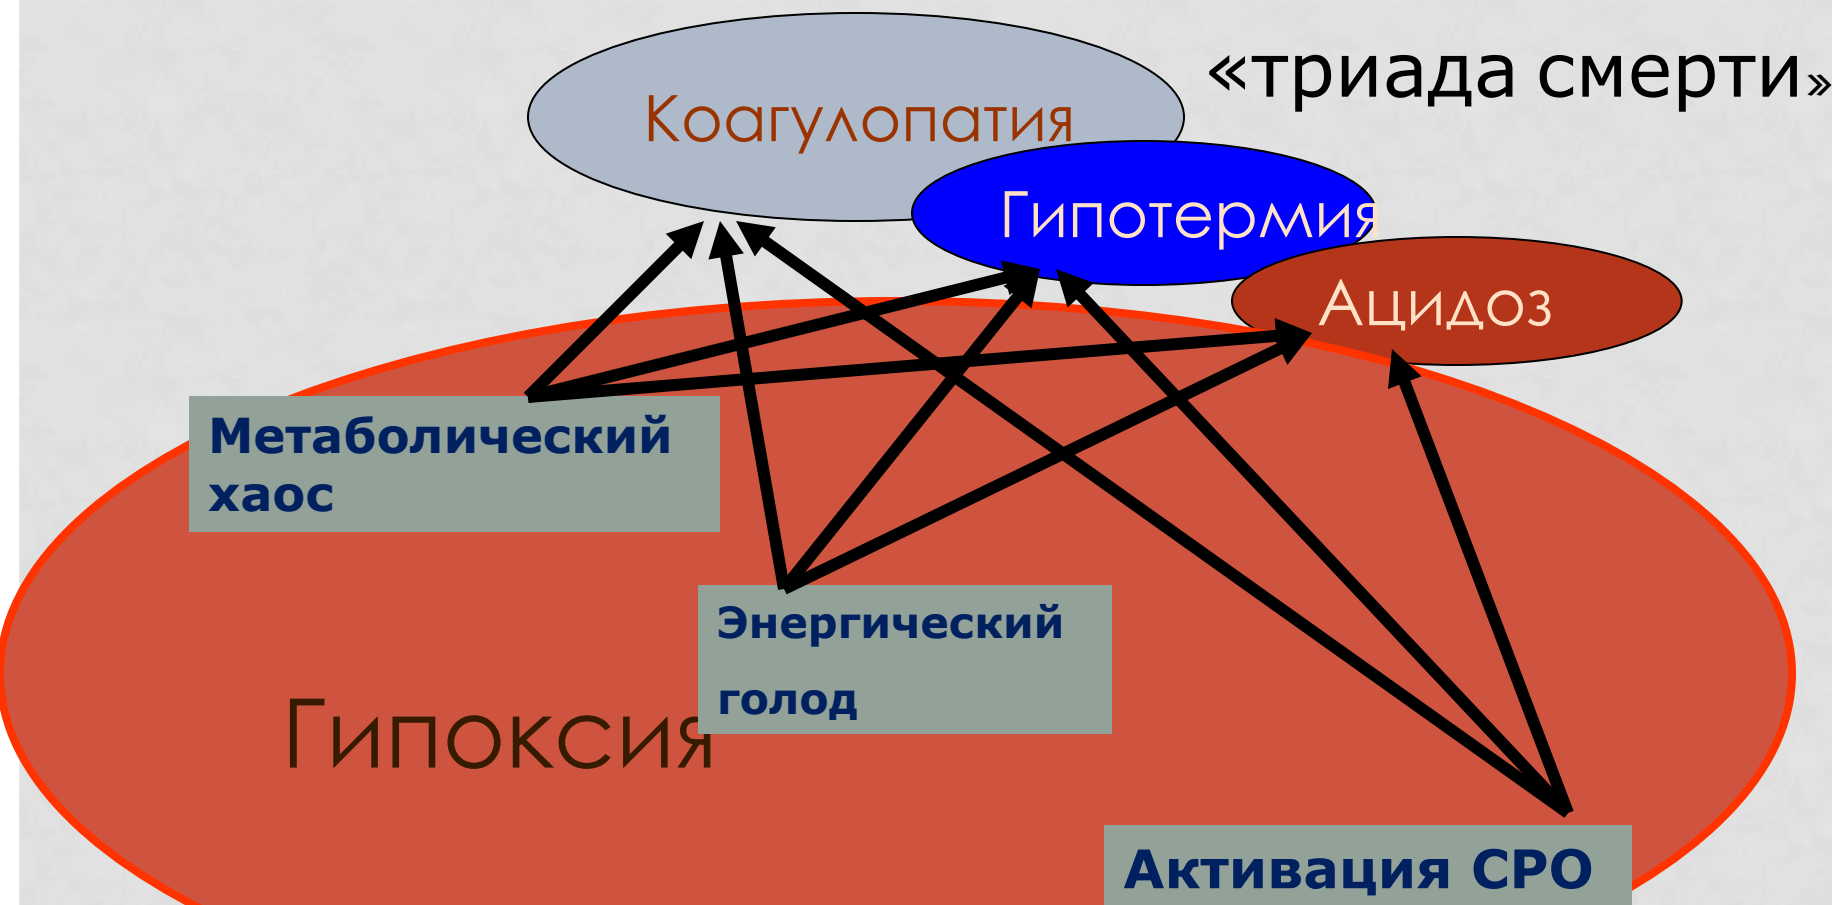 «триада смерти»
Коагулопатия
Гипотермия
Ацидоз
Метаболический
хаос
Энергический
голод
Гипоксия
Активация СРО